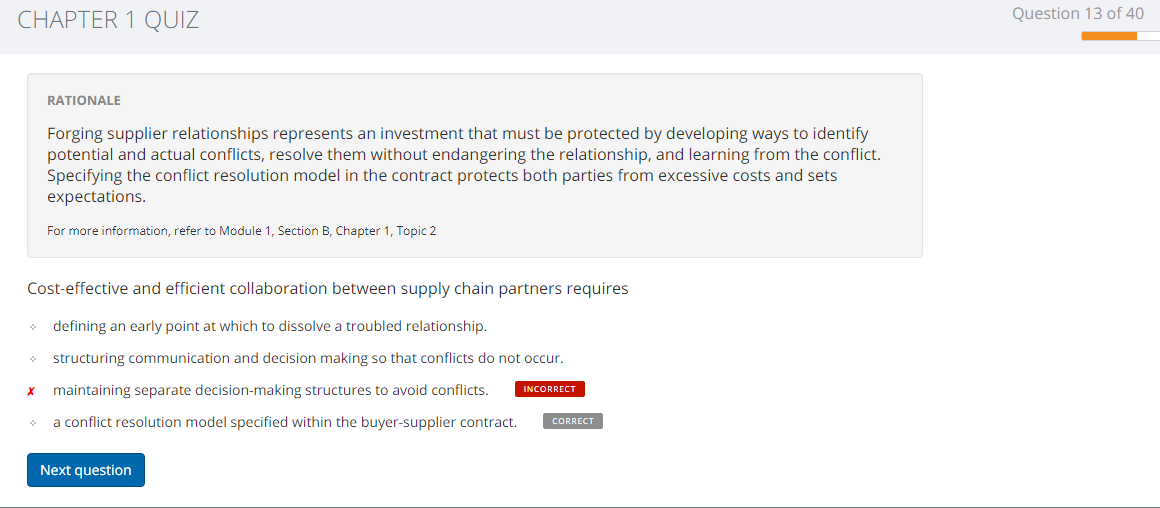 CHAPTER 1 QUIZ
Question 13 of 40
RATIONALE
Forging supplier relationships represents an investment that must be protected by developing ways to identify
potential and actual conflicts, resolve them without endangering the relationship, and learning from the conflict.
Specifying the conflict resolution model in the contract protects both parties from excessive costs and sets
expectations.
For more information, refer to Module 1, Section B, Chapter 1, Topic 2
Cost-effective and efficient collaboration between supply chain partners requires
defining an early point at which to dissolve a troubled relationship.
structuring communication and decision making so that conflicts do not occur.
✗ maintaining separate decision-making structures to avoid conflicts. INCORRECT
a conflict resolution model specified within the buyer-supplier contract. CORRECT
Next question